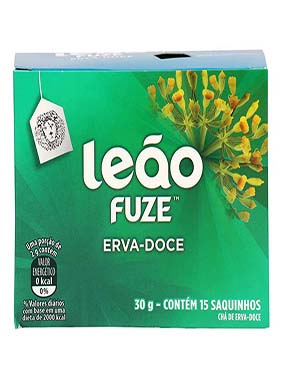 leão
FUZE™
ERVA-DOCE
Uma porção de
2 g contém
VALOR
ENERGÉTICO
0 kcal
0%
% Valores diários
com base em uma
dieta de 2000 kcal
30 g - CONTÉM 15 SAQUINHOS
CHÁ DE ERVA-DOCE